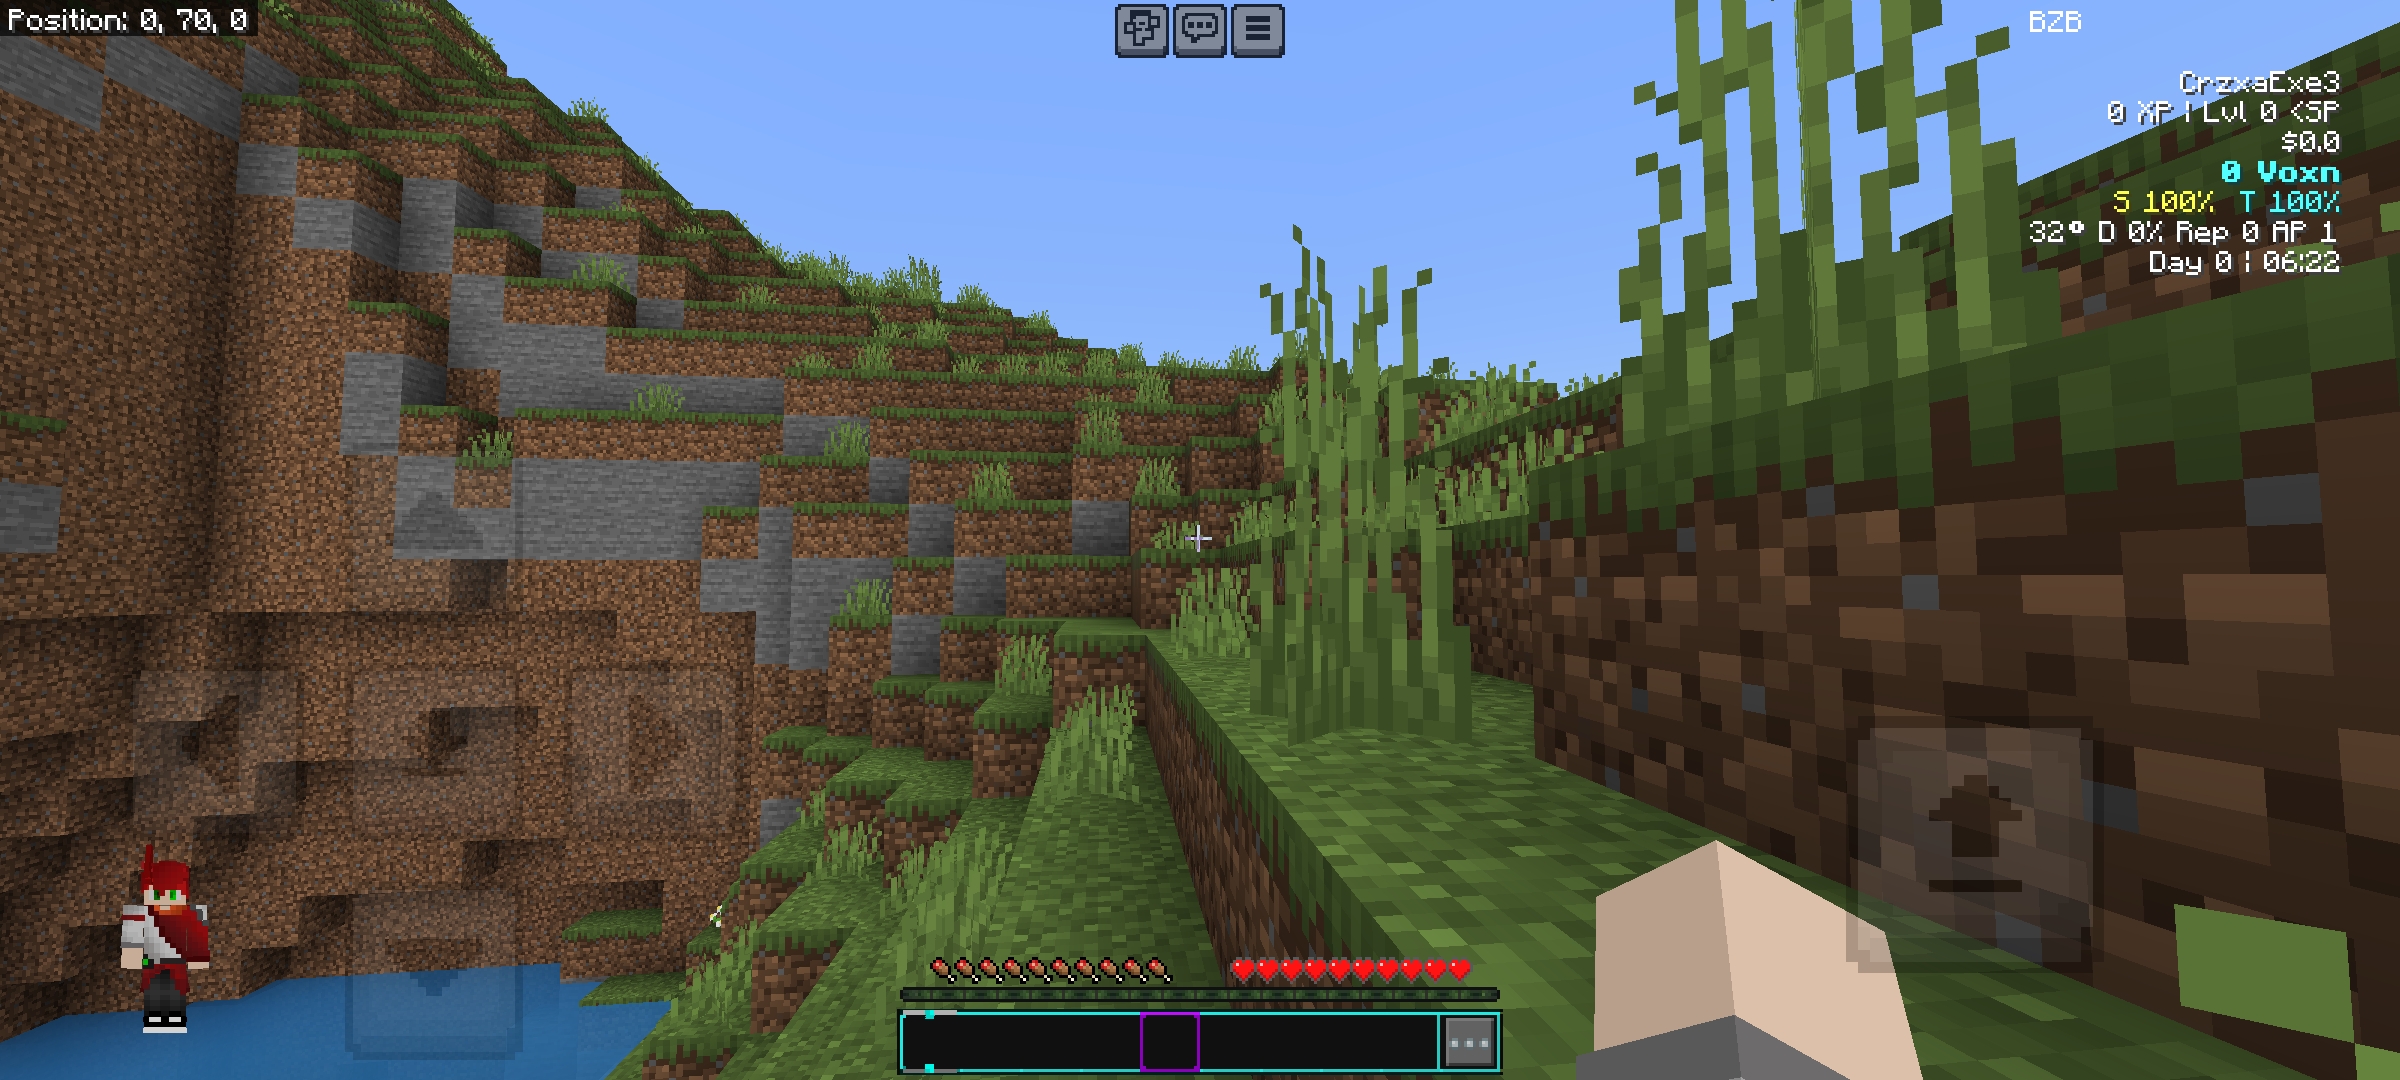 Position: 0, 70, 0
BZB
CrzxaExe3
0 XP | Lvl 0 <SP
$0.0
0 Voxn
S 100% T 100%
32° D 0% Rep 0 AP 1
Day 0 | 06:22